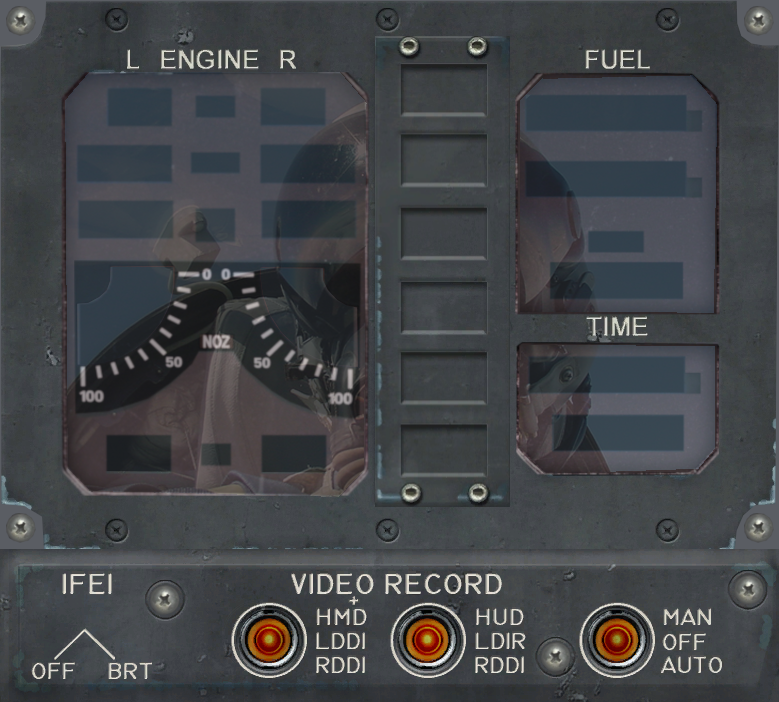 L ENGINE R
FUEL
0 0
NOZ
50 50
100 100
TIME
IFEI
OFF BRT
VIDEO RECORD
+
HMD
LDDI
RDDI
HUD
LDIR
RDDI
MAN
OFF
AUTO